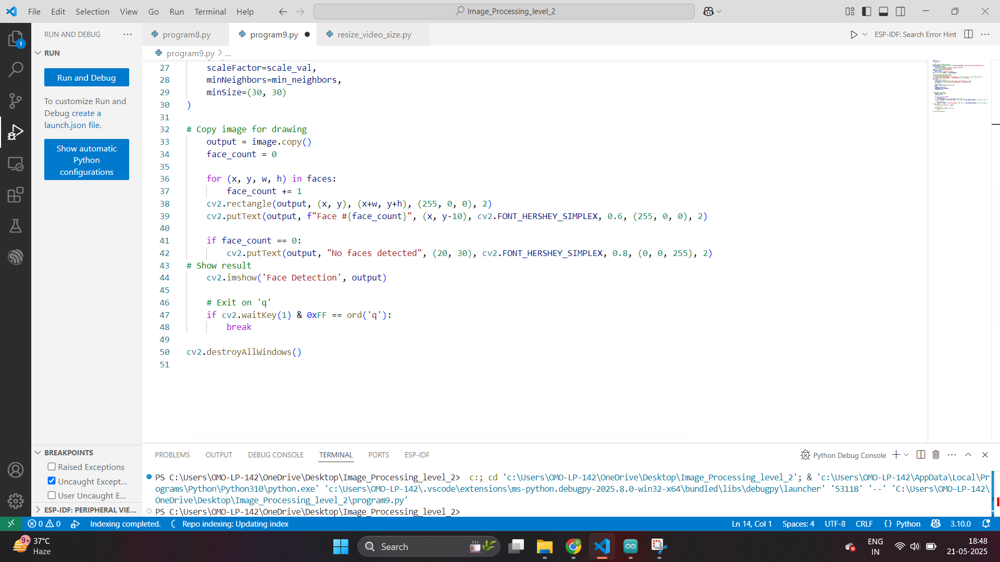 File Edit Selection View Go Run Terminal Help
Image_Processing_level_2
RUN AND DEBUG
program8.py
program9.py
resize_video_size.py
ESP-IDF: Search Error Hint
1
RUN
Run and Debug
To customize Run and
Debug create a
launch.json file.
Show automatic
Python
configurations
program9.py > ...
27 scaleFactor=scale_val,
28 minNeighbors=min_neighbors,
29 minSize=(30, 30)
30 )
31
32 # Copy image for drawing
33 output = image.copy()
34 face_count = 0
35
36 for (x, y, w, h) in faces:
37 face_count += 1
38 cv2.rectangle(output, (x, y), (x+w, y+h), (255, 0, 0), 2)
39 cv2.putText(output, f"Face #{face_count}", (x, y-10), cv2.FONT_HERSHEY_SIMPLEX, 0.6, (255, 0, 0), 2)
40
41 if face_count == 0:
42 cv2.putText(output, "No faces detected", (20, 30), cv2.FONT_HERSHEY_SIMPLEX, 0.8, (0, 0, 255), 2)
43 # Show result
44 cv2.imshow('Face Detection', output)
45
46 # Exit on 'q'
47 if cv2.waitKey(1) & 0xFF == ord('q'):
48 break
49
50 cv2.destroyAllWindows()
51
BREAKPOINTS
Raised Exceptions
Uncaught Except...
User Uncaught E...
ESP-IDF: PERIPHERAL VIE...
PROBLEMS OUTPUT DEBUG CONSOLE TERMINAL PORTS ESP-IDF
Python Debug Console
PS C:\Users\OMO-LP-142\OneDrive\Desktop\Image_Processing_level_2> c:; cd 'c:\Users\OMO-LP-142\OneDrive\Desktop\Image_Processing_level_2'; & 'c:\Users\OMO-LP-142\AppData\Local\Pr
ograms\Python\Python310\python.exe' 'c:\Users\OMO-LP-142\.vscode\extensions\ms-python.debugpy-2025.8.0-win32-x64\bundled\libs\debugpy\launcher' '53118' '--' 'C:\Users\OMO-LP-142\
OneDrive\Desktop\Image_Processing_level_2\program9.py'
PS C:\Users\OMO-LP-142\OneDrive\Desktop\Image_Processing_level_2>
0 0 Indexing completed. Repo indexing: Updating index
Ln 14, Col 1 Spaces: 4 UTF-8 CRLF {} Python 3.10.0
9+
37°C
Haze
Search
ENG
IN
18:48
21-05-2025